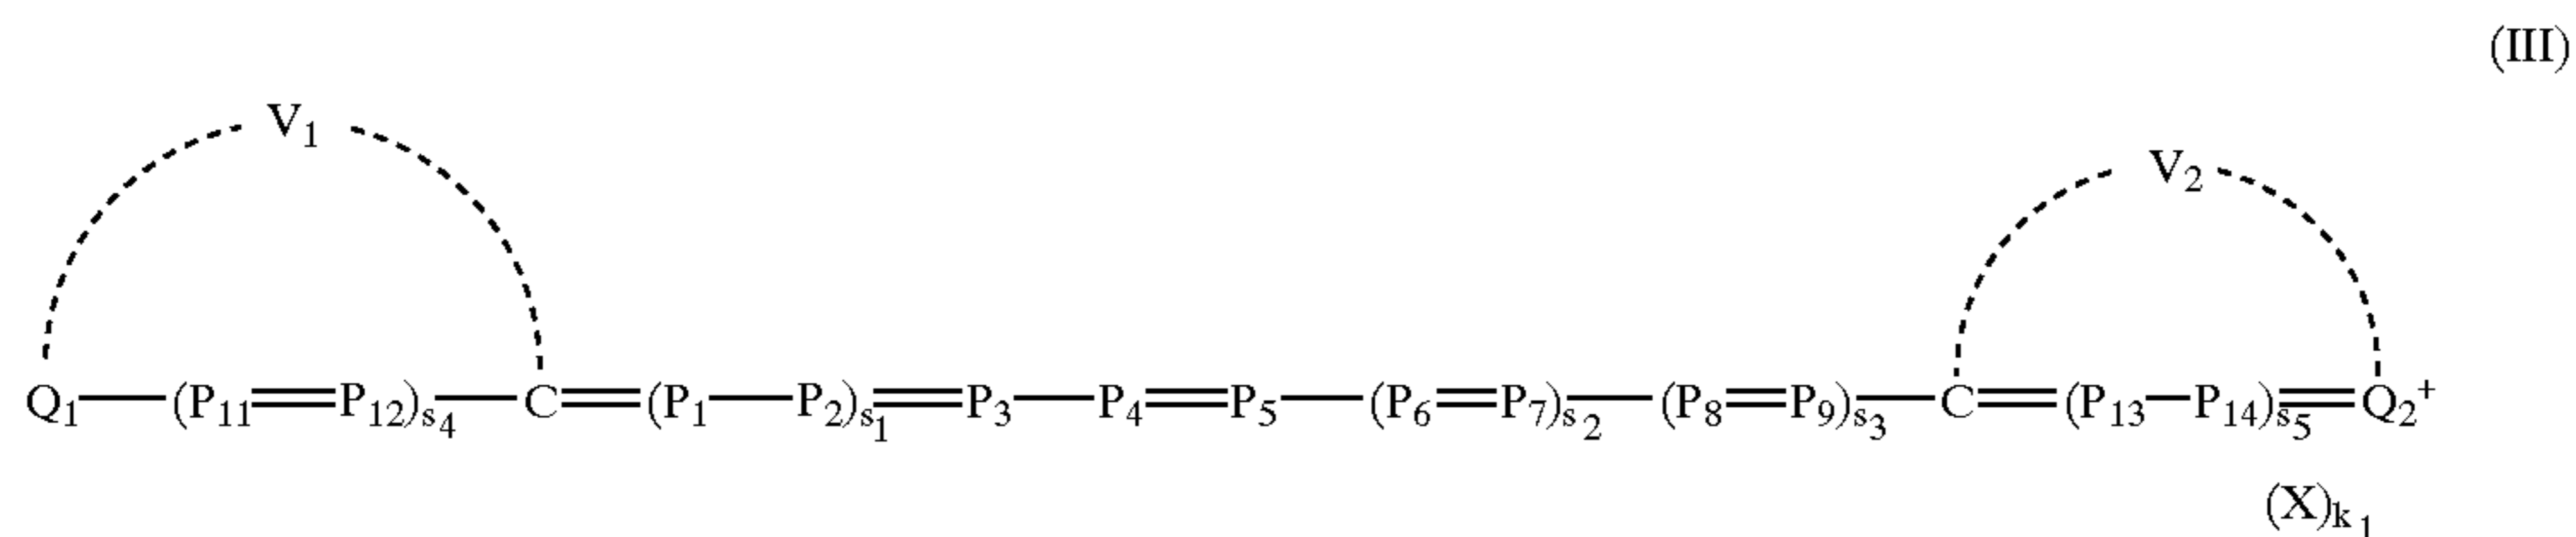 (III)
V₁ V₂
Q₁—(P₁₁═P₁₂)s₄—C═(P₁—P₂)s₁═P₃—P₄═P₅—(P₆═P₇)s₂—(P₈═P₉)s₃—C═(P₁₃—P₁₄)s₅═Q₂⁺
(X)k₁